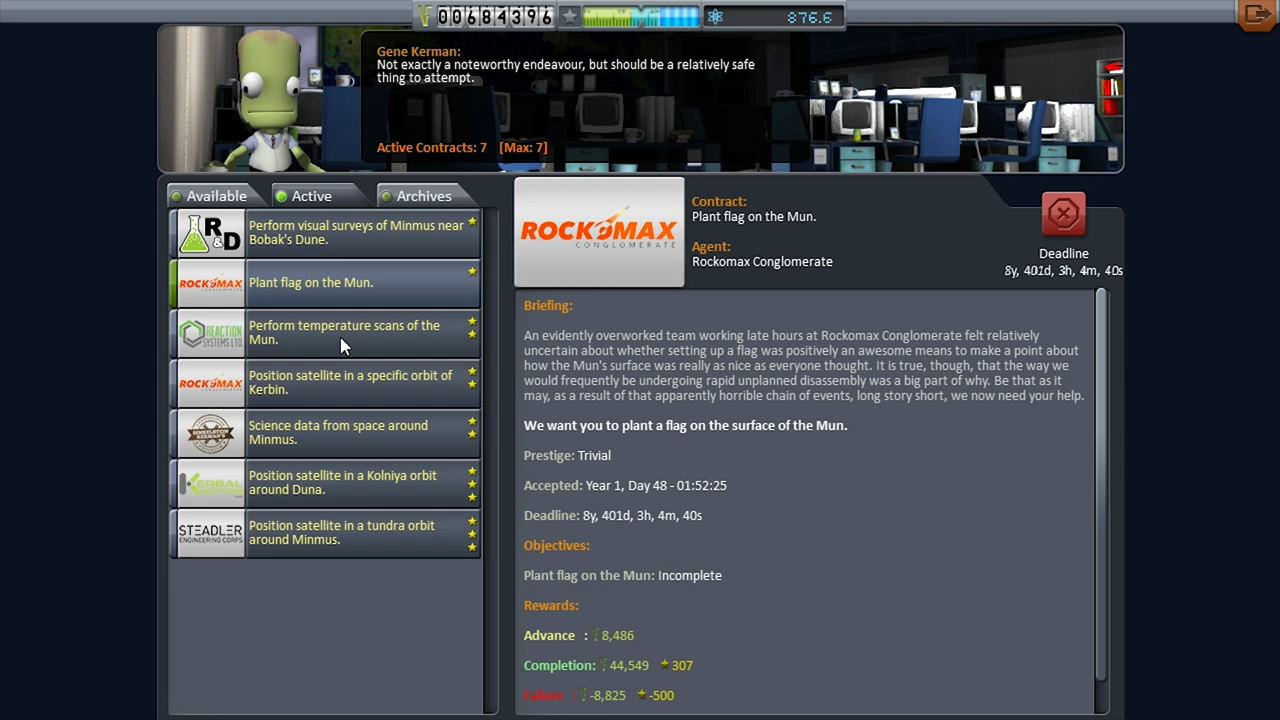 00684396
876.6
Gene Kerman:
Not exactly a noteworthy endeavour, but should be a relatively safe
thing to attempt.
Active Contracts: 7 [Max: 7]
Available
Active
Archives
R&D
Perform visual surveys of Minmus near
Bobak's Dune.
ROCKOMAX
Plant flag on the Mun.
REACTION
SYSTEMS LTD
Perform temperature scans of the
Mun.
ROCKOMAX
Position satellite in a specific orbit of
Kerbin.
Science data from space around
Minmus.
KERBAL
Position satellite in a Kolniya orbit
around Duna.
STEADLER
ENGINEERING CORPS
Position satellite in a tundra orbit
around Minmus.
ROCKOMAX
CONGLOMERATE
Contract:
Plant flag on the Mun.
Agent:
Rockomax Conglomerate
Deadline
8y, 401d, 3h, 4m, 40s
Briefing:
An evidently overworked team working late hours at Rockomax Conglomerate felt relatively
uncertain about whether setting up a flag was positively an awesome means to make a point about
how the Mun's surface was really as nice as everyone thought. It is true, though, that the way we
would frequently be undergoing rapid unplanned disassembly was a big part of why. Be that as it
may, as a result of that apparently horrible chain of events, long story short, we now need your help.
We want you to plant a flag on the surface of the Mun.
Prestige: Trivial
Accepted: Year 1, Day 48 - 01:52:25
Deadline: 8y, 401d, 3h, 4m, 40s
Objectives:
Plant flag on the Mun: Incomplete
Rewards:
Advance : 8,486
Completion: 44,549 307
Failure : -8,825 -500